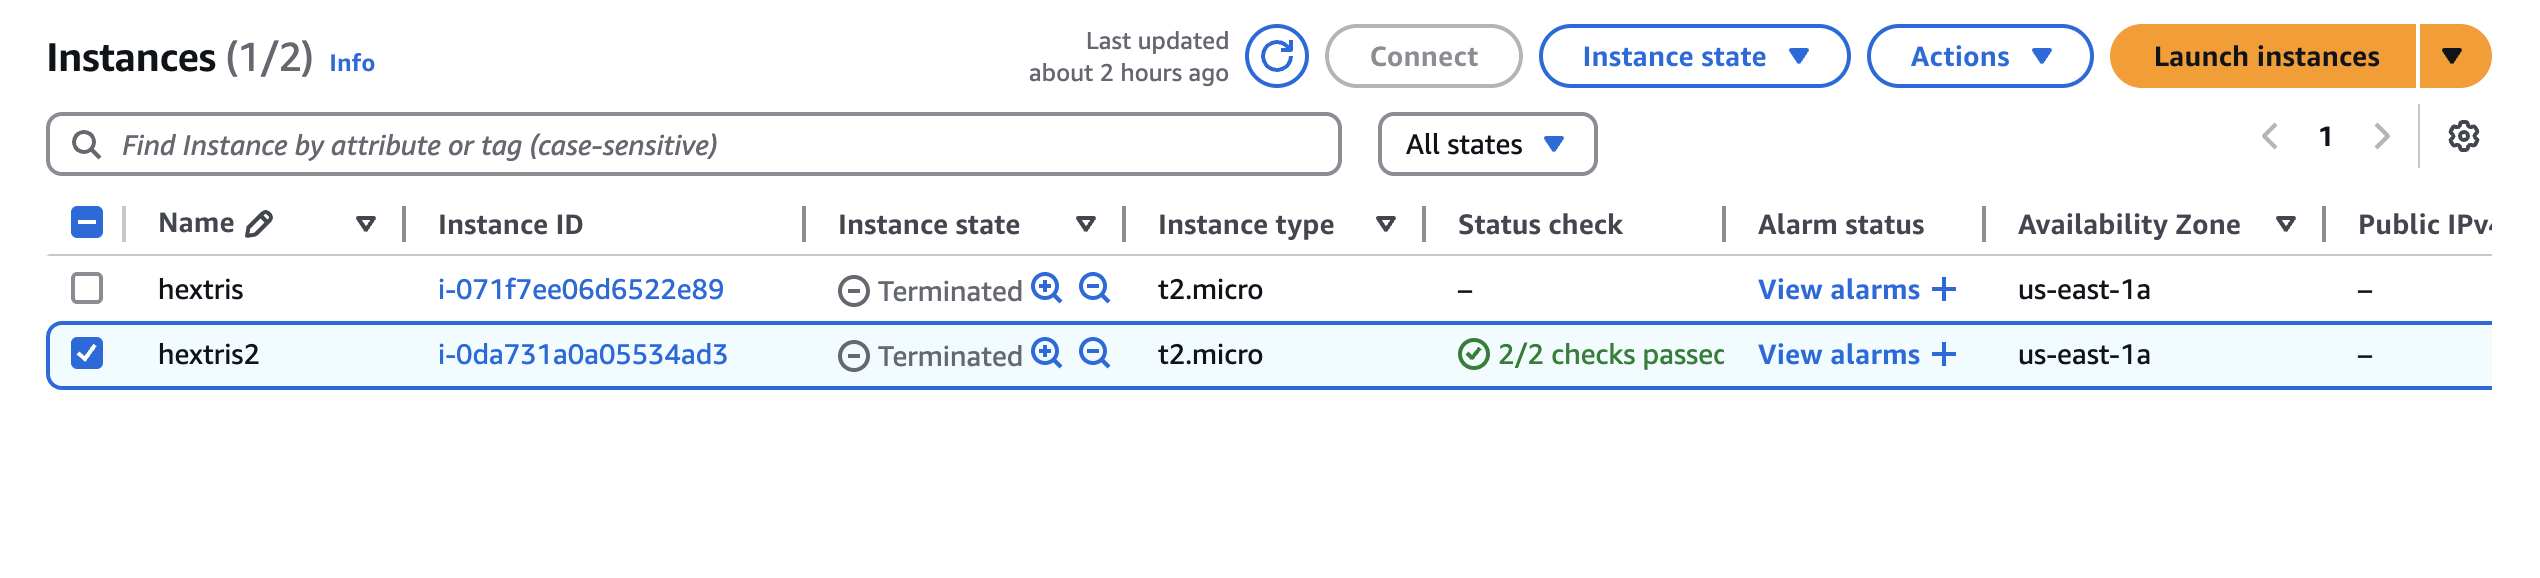 Instances (1/2) Info
Last updated
about 2 hours ago
Connect
Instance state
Actions
Launch instances
Find Instance by attribute or tag (case-sensitive)
All states
1
Name Instance ID Instance state Instance type Status check Alarm status Availability Zone Public IPv4
hextris i-071f7ee06d6522e89 Terminated t2.micro – View alarms + us-east-1a –
hextris2 i-0da731a0a05534ad3 Terminated t2.micro 2/2 checks passec View alarms + us-east-1a –